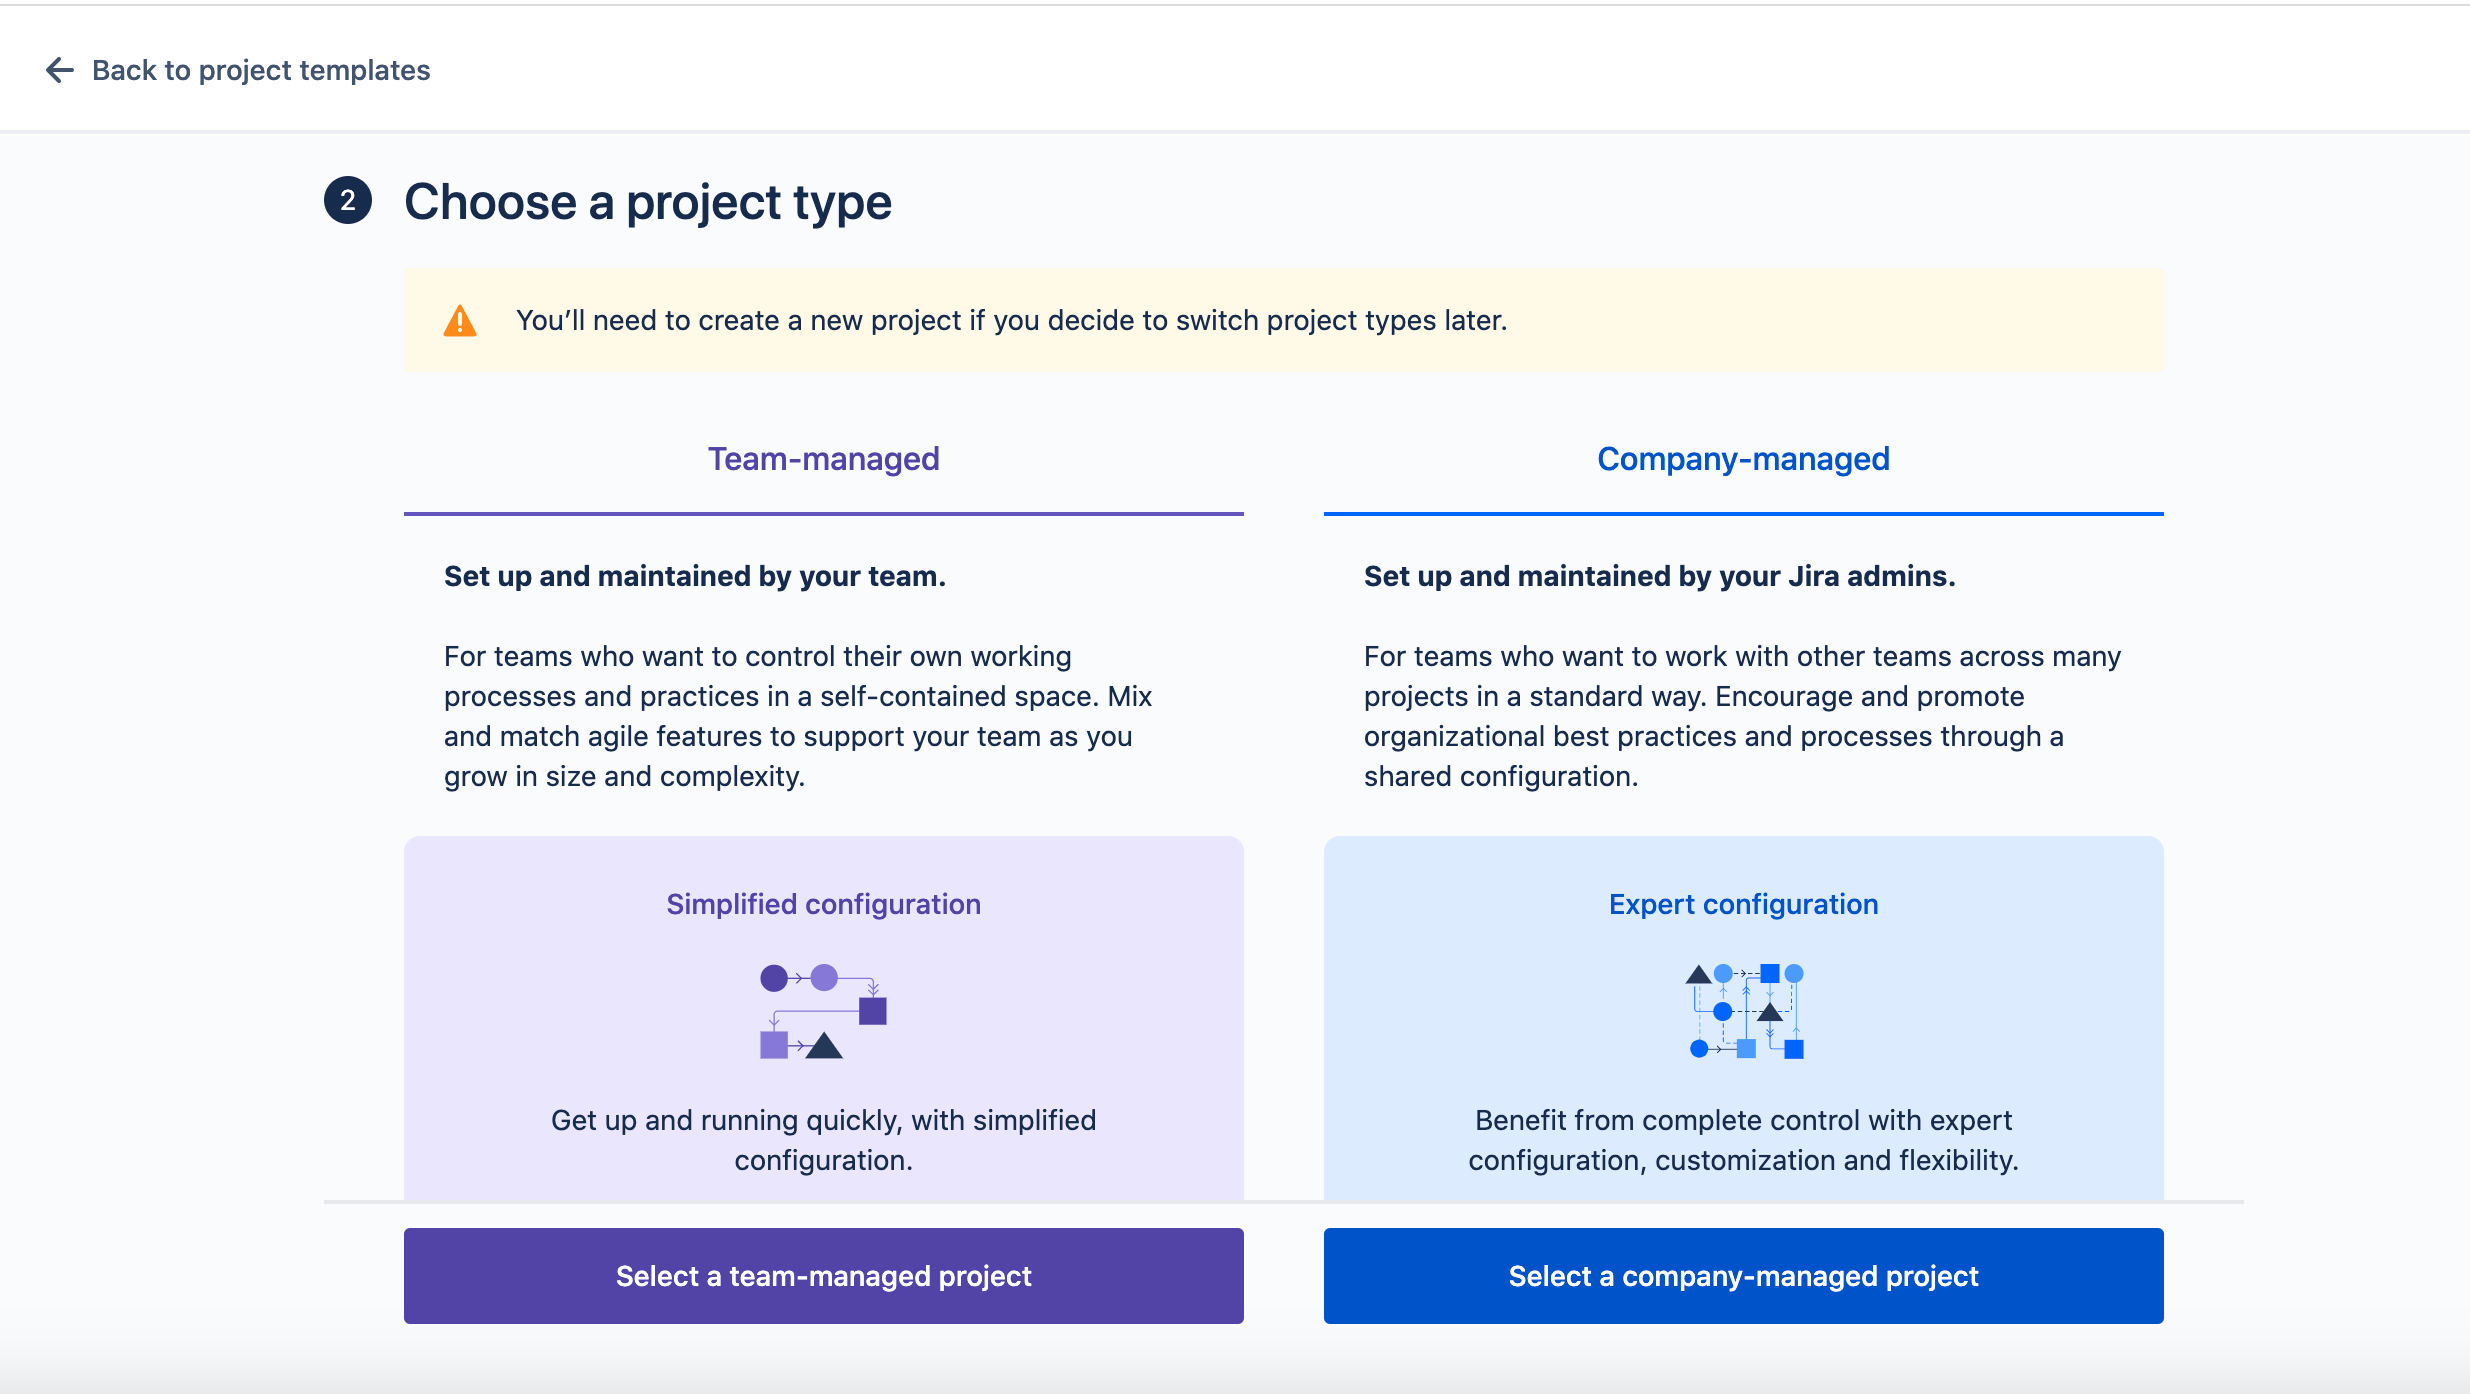 Back to project templates
2
Choose a project type
You’ll need to create a new project if you decide to switch project types later.
Team-managed
Set up and maintained by your team.
For teams who want to control their own working
processes and practices in a self-contained space. Mix
and match agile features to support your team as you
grow in size and complexity.
Simplified configuration
Get up and running quickly, with simplified
configuration.
Select a team-managed project
Company-managed
Set up and maintained by your Jira admins.
For teams who want to work with other teams across many
projects in a standard way. Encourage and promote
organizational best practices and processes through a
shared configuration.
Expert configuration
Benefit from complete control with expert
configuration, customization and flexibility.
Select a company-managed project